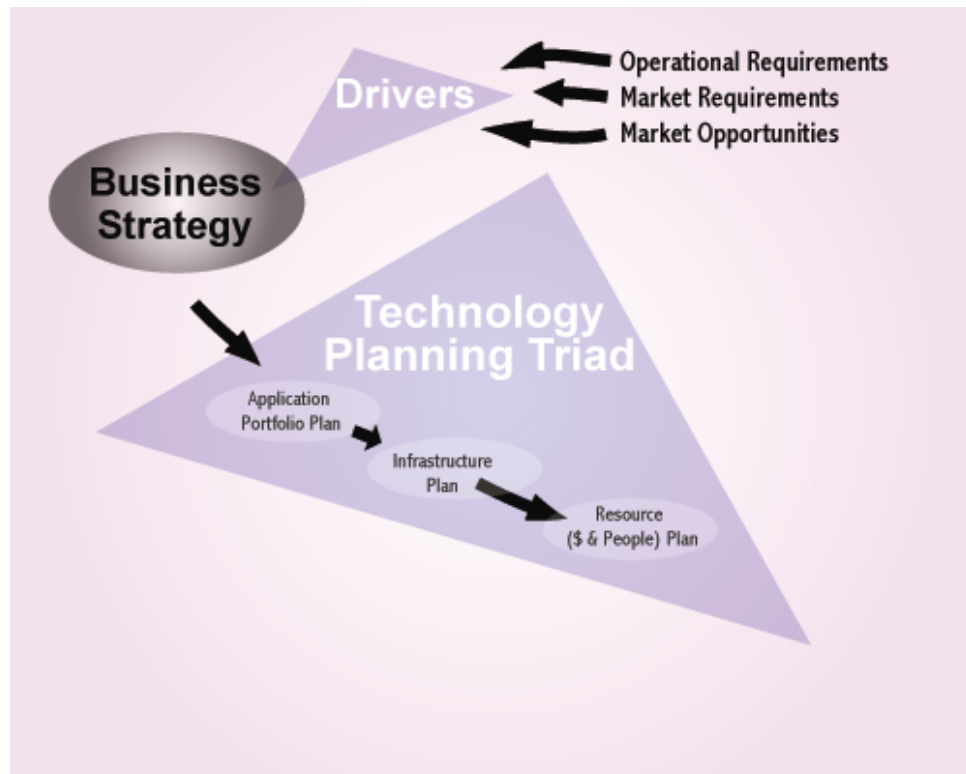 Drivers
Operational Requirements
Market Requirements
Market Opportunities
Business
Strategy
Technology
Planning Triad
Application
Portfolio Plan
Infrastructure
Plan
Resource
($ & People) Plan